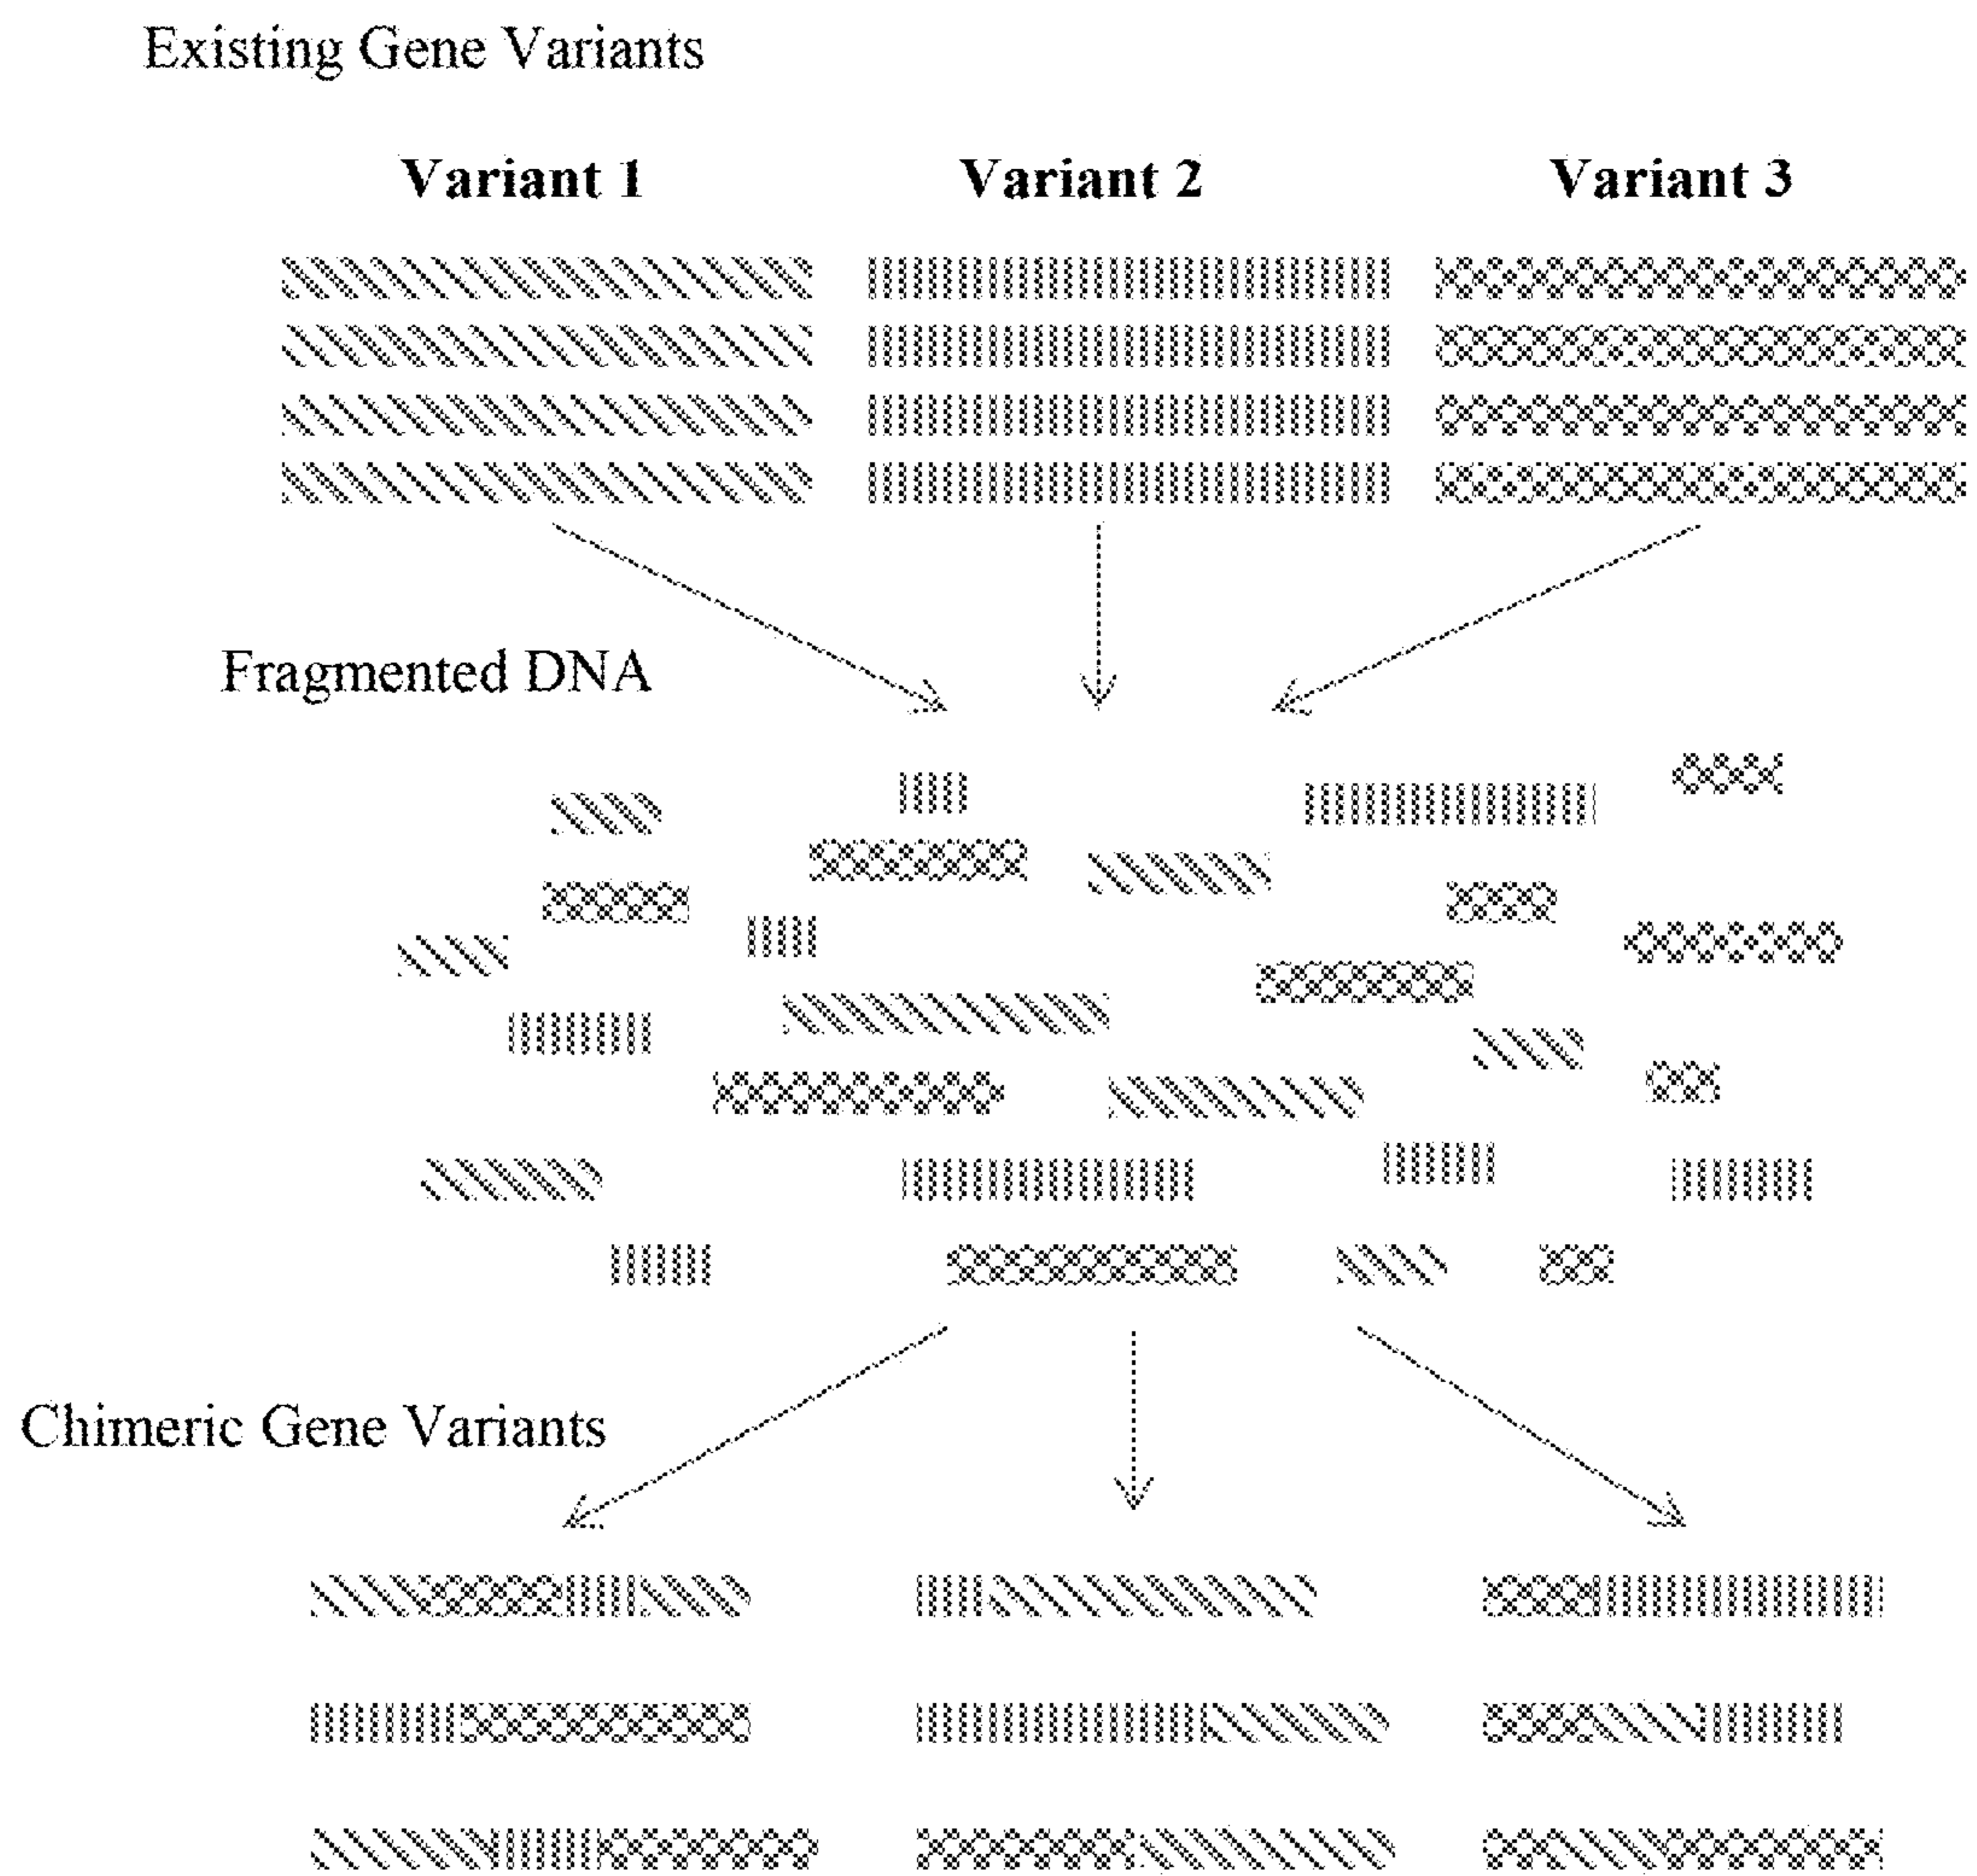 Existing Gene Variants
Variant 1 Variant 2 Variant 3
Fragmented DNA
Chimeric Gene Variants